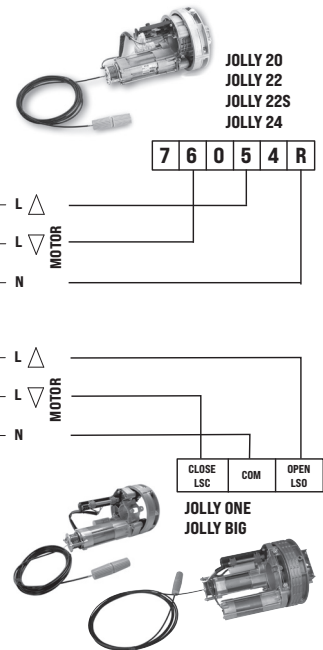 JOLLY 20
JOLLY 22
JOLLY 22S
JOLLY 24
7 6 0 5 4 R
L △
L ▽
MOTOR
N
L △
L ▽
MOTOR
N
CLOSE LSC
COM
OPEN LSO
JOLLY ONE
JOLLY BIG